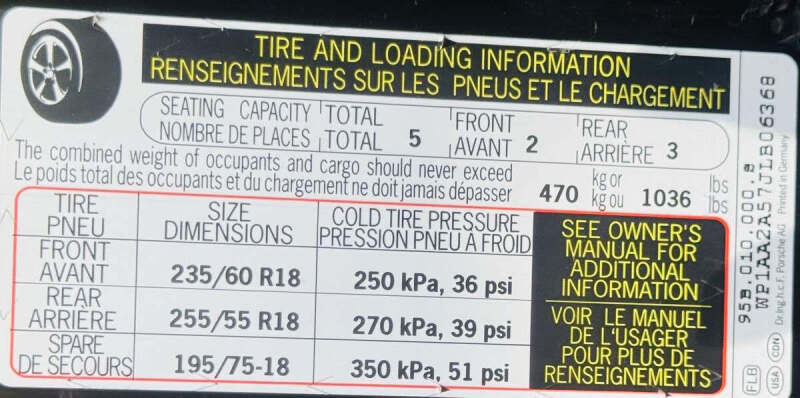 TIRE AND LOADING INFORMATION
RENSEIGNEMENTS SUR LES PNEUS ET LE CHARGEMENT
SEATING CAPACITY TOTAL 5 FRONT 2 REAR 3
NOMBRE DE PLACES TOTAL AVANT ARRIÈRE
The combined weight of occupants and cargo should never exceed 470 kg or 1036 lbs
Le poids total des occupants et du chargement ne doit jamais dépasser kg ou lbs
TIRE SIZE COLD TIRE PRESSURE
PNEU DIMENSIONS PRESSION PNEU A FROID
FRONT
AVANT 235/60 R18 250 kPa, 36 psi
REAR
ARRIÈRE 255/55 R18 270 kPa, 39 psi
SPARE
DE SECOURS 195/75-18 350 kPa, 51 psi
SEE OWNER'S
MANUAL FOR
ADDITIONAL
INFORMATION
VOIR LE MANUEL
DE L'USAGER
POUR PLUS DE
RENSEIGNEMENTS
95B.010.000.B
WP1AA2A57JLB06368
Dr.Ing.h.c.F. Porsche AG Printed in Germany
FLB USA CDN